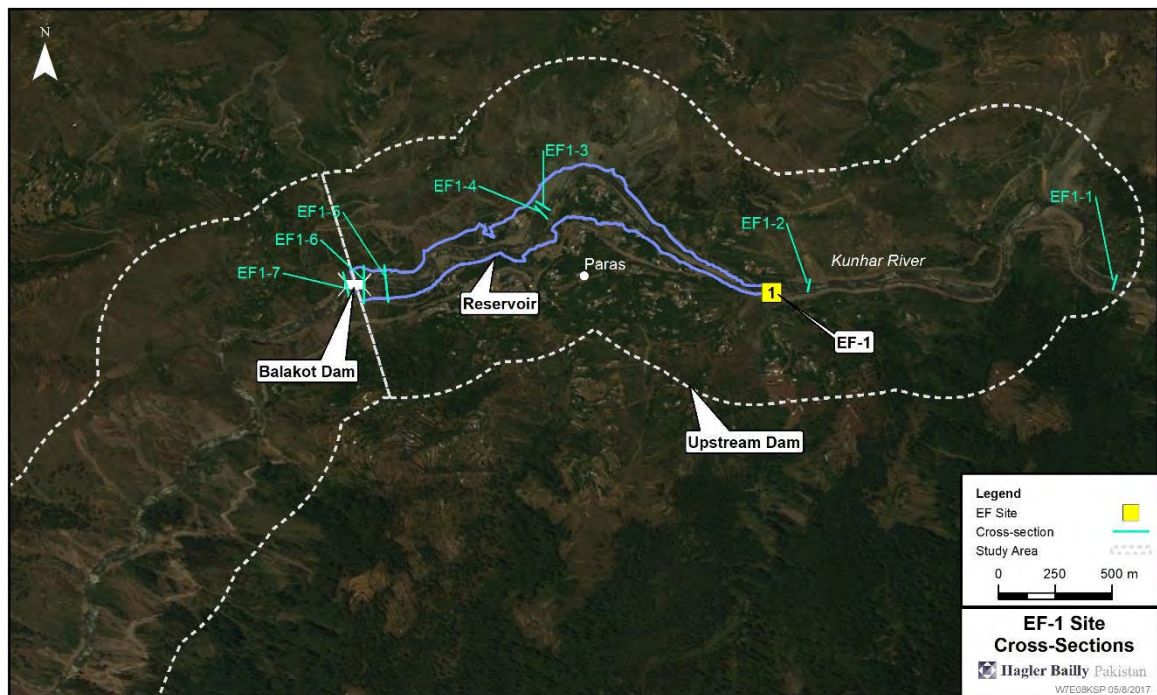 N
EF1-3
EF1-4
EF1-5
EF1-6
EF1-7
EF1-2
EF1-1
Kunhar River
Paras
Reservoir
1
EF-1
Balakot Dam
Upstream Dam
Legend
EF Site
Cross-section
Study Area
0 250 500 m
EF-1 Site
Cross-Sections
Hagler Bailly Pakistan
W7E08KSP 05/8/2017